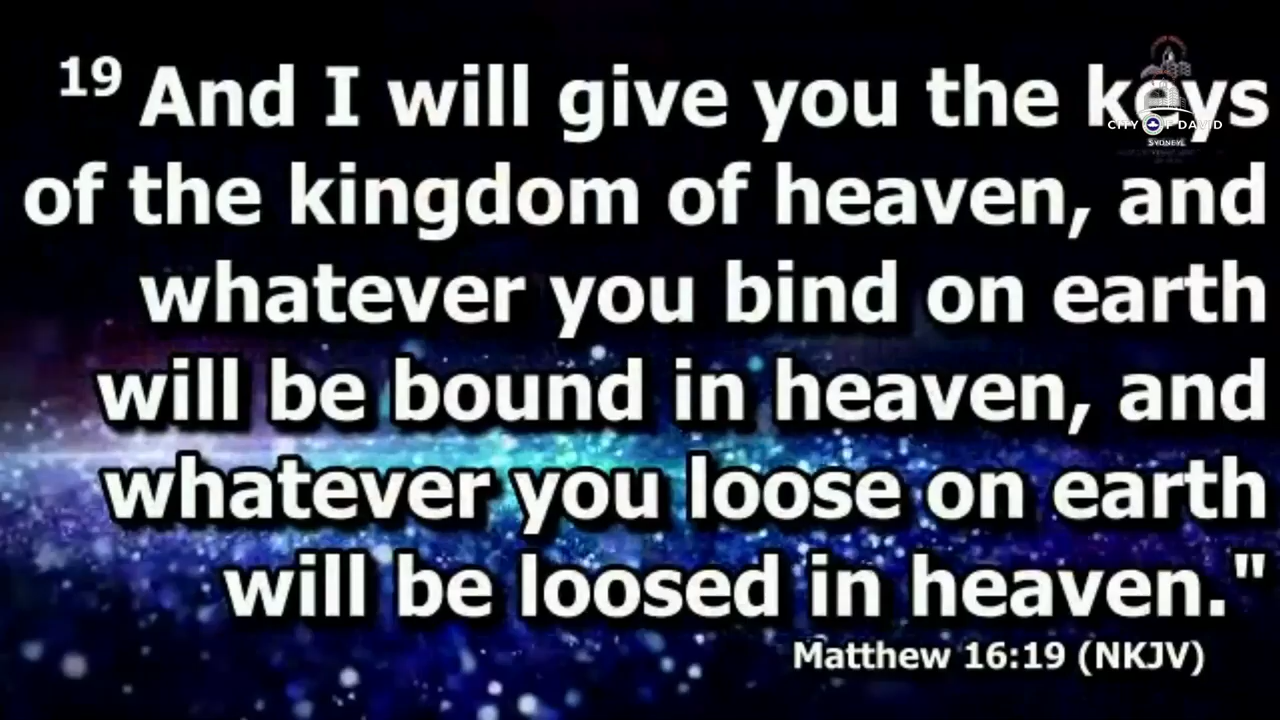 19 And I will give you the keys
of the kingdom of heaven, and
whatever you bind on earth
will be bound in heaven, and
whatever you loose on earth
will be loosed in heaven."
Matthew 16:19 (NKJV)
CITY OF DAVID
SYDNEY